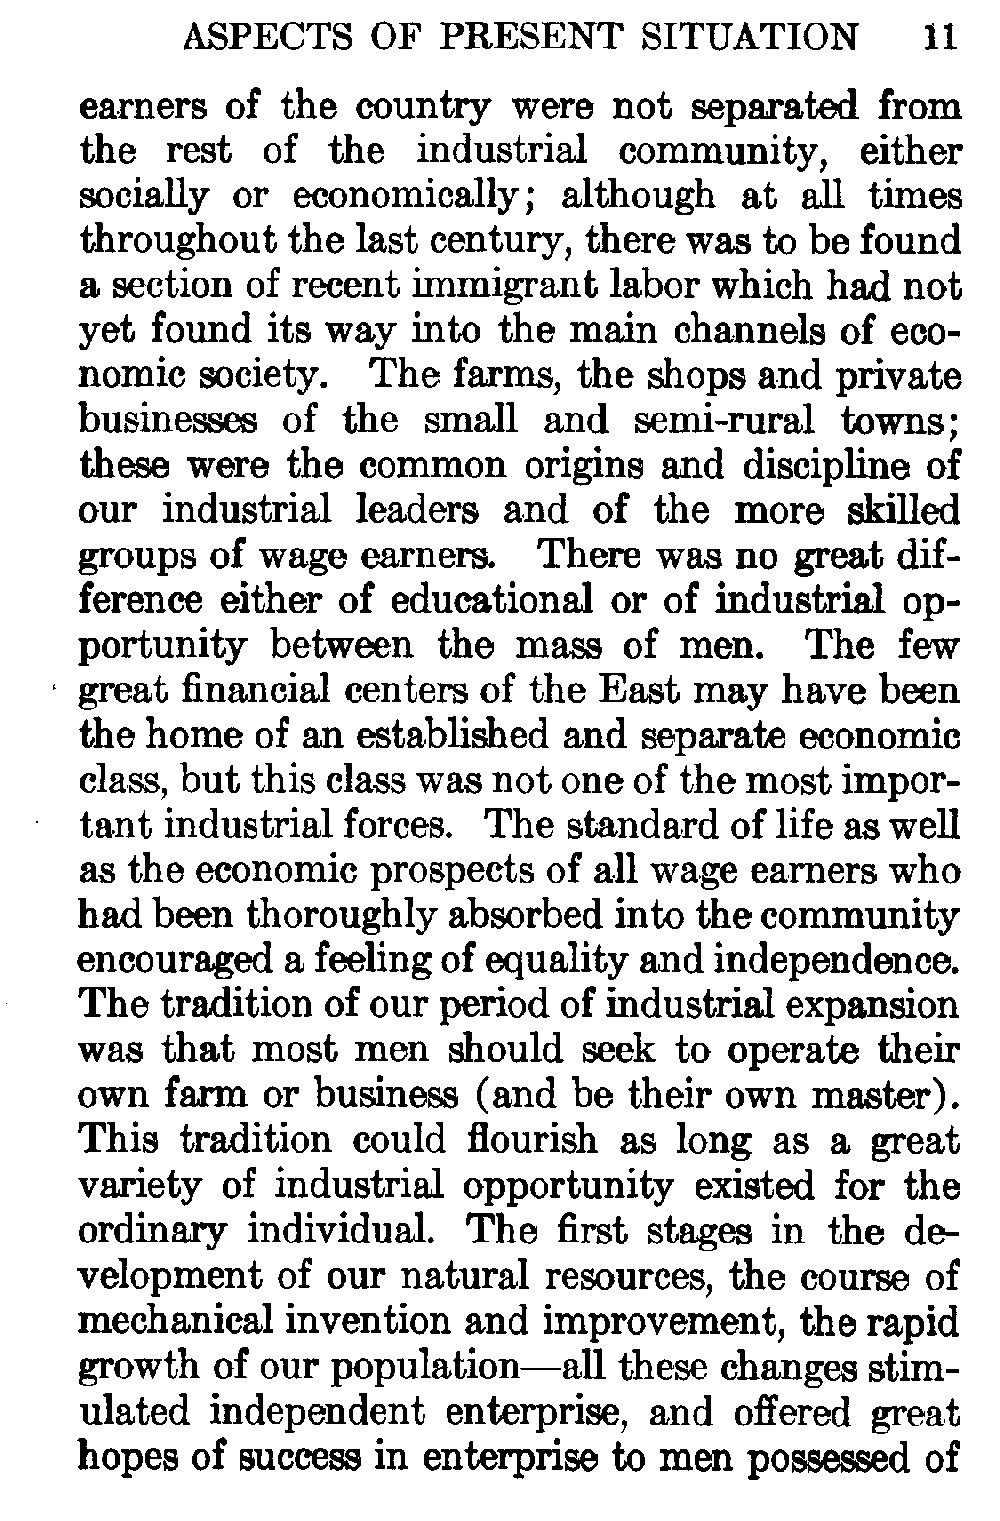 ASPECTS OF PRESENT SITUATION 11
earners of the country were not separated from
the rest of the industrial community, either
socially or economically; although at all times
throughout the last century, there was to be found
a section of recent immigrant labor which had not
yet found its way into the main channels of eco-
nomic society. The farms, the shops and private
businesses of the small and semi-rural towns;
these were the common origins and discipline of
our industrial leaders and of the more skilled
groups of wage earners. There was no great dif-
ference either of educational or of industrial op-
portunity between the mass of men. The few
great financial centers of the East may have been
the home of an established and separate economic
class, but this class was not one of the most impor-
tant industrial forces. The standard of life as well
as the economic prospects of all wage earners who
had been thoroughly absorbed into the community
encouraged a feeling of equality and independence.
The tradition of our period of industrial expansion
was that most men should seek to operate their
own farm or business (and be their own master).
This tradition could flourish as long as a great
variety of industrial opportunity existed for the
ordinary individual. The first stages in the de-
velopment of our natural resources, the course of
mechanical invention and improvement, the rapid
growth of our population—all these changes stim-
ulated independent enterprise, and offered great
hopes of success in enterprise to men possessed of